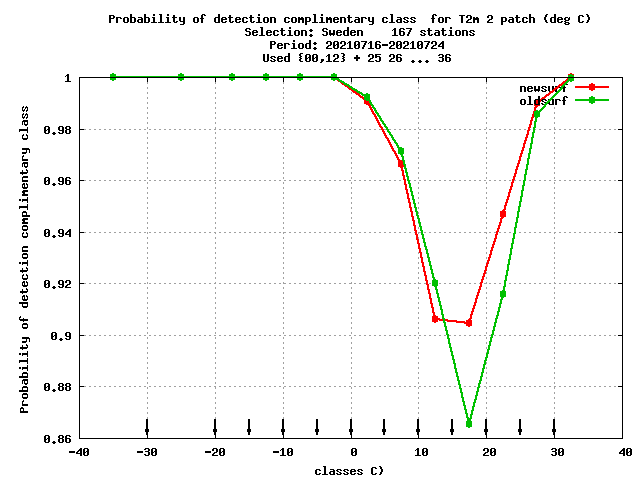 Probability of detection complimentary class  for T2m 2 patch (deg C)
Selection: Sweden    167 stations
Period: 20210716-20210724
Used {00,12} + 25 26 ... 36
newsurf
oldsurf
Probability of detection complimentary class
1
0,98
0,96
0,94
0,92
0,9
0,88
0,86
-40 -30 -20 -10 0 10 20 30 40
classes C)